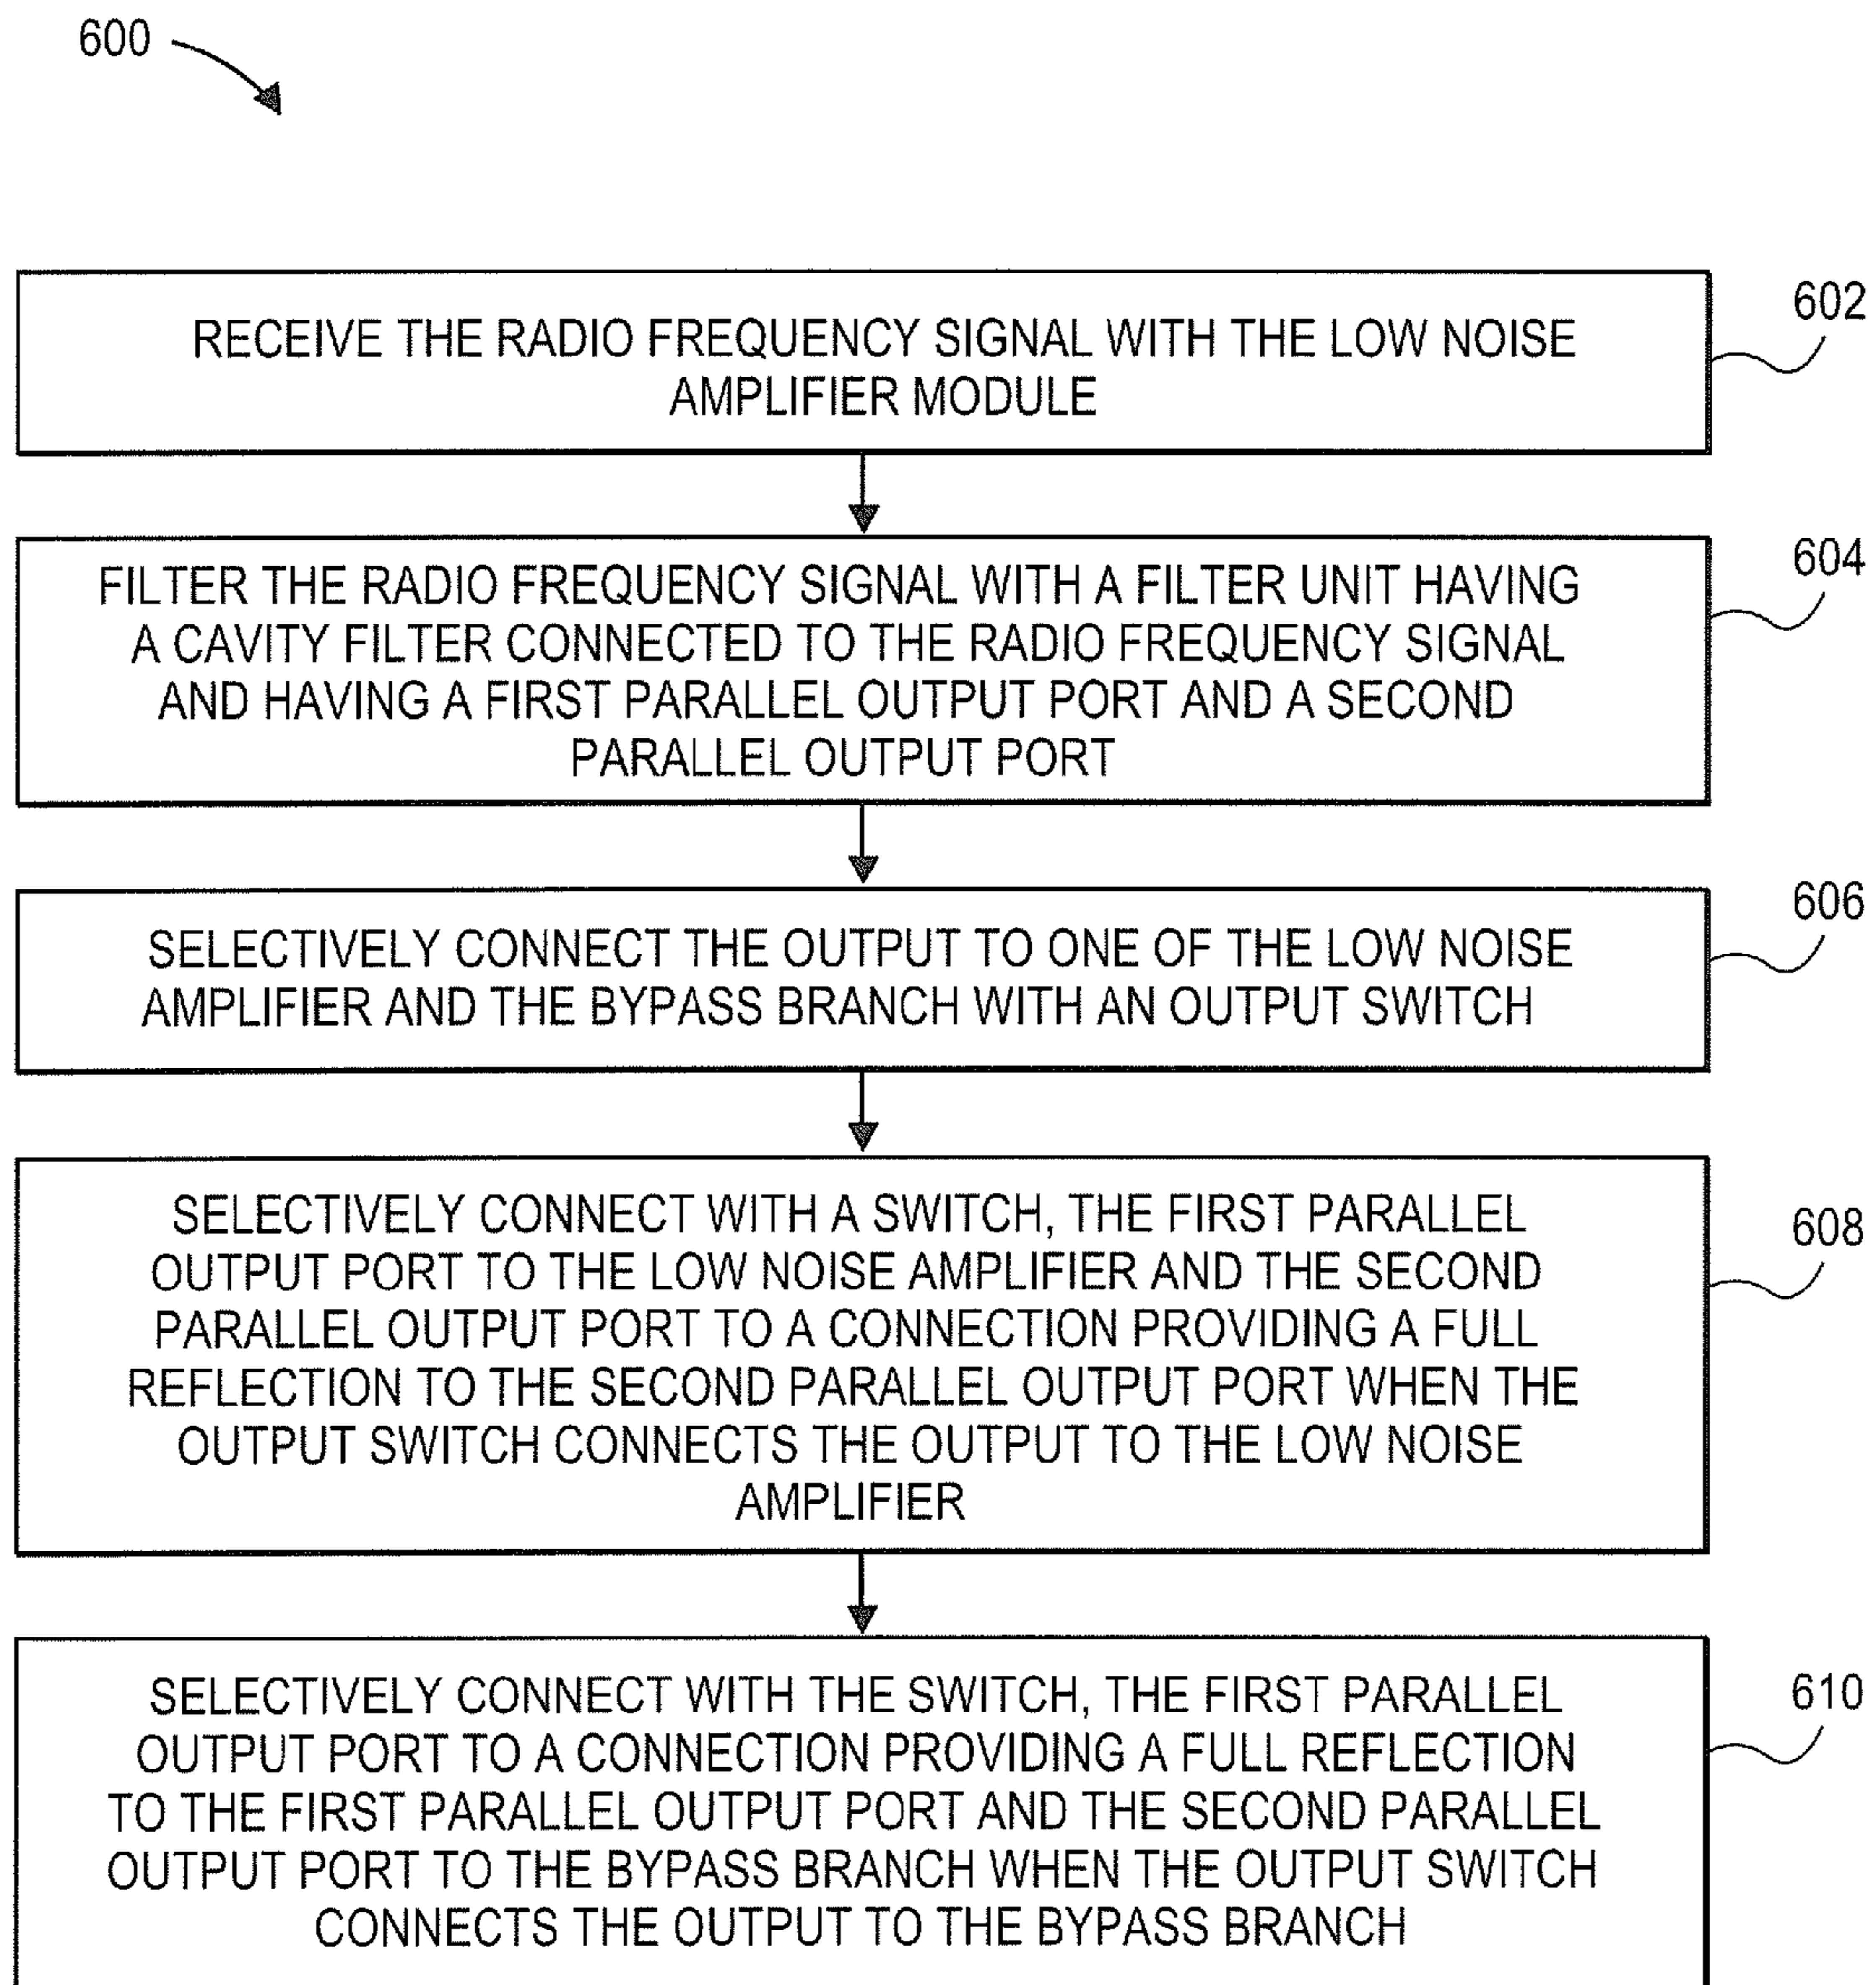 600
RECEIVE THE RADIO FREQUENCY SIGNAL WITH THE LOW NOISE
AMPLIFIER MODULE
602
FILTER THE RADIO FREQUENCY SIGNAL WITH A FILTER UNIT HAVING
A CAVITY FILTER CONNECTED TO THE RADIO FREQUENCY SIGNAL
AND HAVING A FIRST PARALLEL OUTPUT PORT AND A SECOND
PARALLEL OUTPUT PORT
604
SELECTIVELY CONNECT THE OUTPUT TO ONE OF THE LOW NOISE
AMPLIFIER AND THE BYPASS BRANCH WITH AN OUTPUT SWITCH
606
SELECTIVELY CONNECT WITH A SWITCH, THE FIRST PARALLEL
OUTPUT PORT TO THE LOW NOISE AMPLIFIER AND THE SECOND
PARALLEL OUTPUT PORT TO A CONNECTION PROVIDING A FULL
REFLECTION TO THE SECOND PARALLEL OUTPUT PORT WHEN THE
OUTPUT SWITCH CONNECTS THE OUTPUT TO THE LOW NOISE
AMPLIFIER
608
SELECTIVELY CONNECT WITH THE SWITCH, THE FIRST PARALLEL
OUTPUT PORT TO A CONNECTION PROVIDING A FULL REFLECTION
TO THE FIRST PARALLEL OUTPUT PORT AND THE SECOND PARALLEL
OUTPUT PORT TO THE BYPASS BRANCH WHEN THE OUTPUT SWITCH
CONNECTS THE OUTPUT TO THE BYPASS BRANCH
610